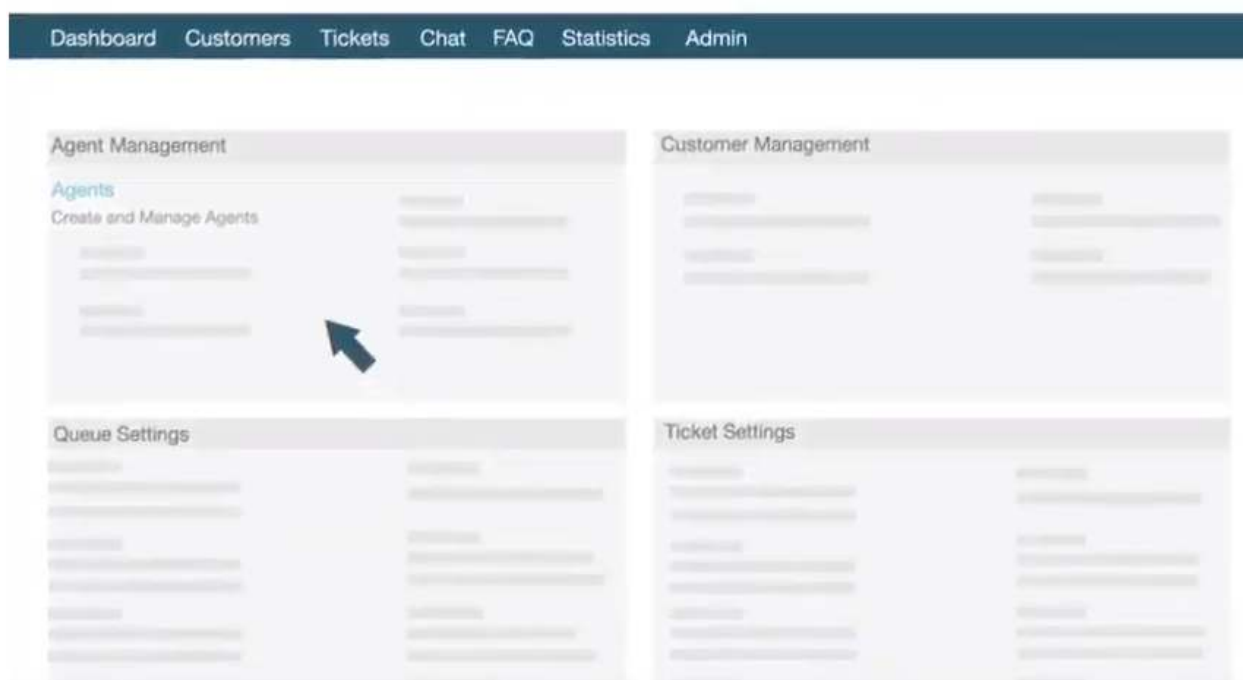 Dashboard Customers Tickets Chat FAQ Statistics Admin
Agent Management
Agents
Create and Manage Agents
Customer Management
Queue Settings
Ticket Settings